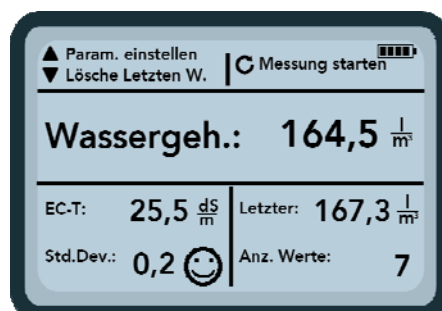 ▲ Param. einstellen
▼ Lösche Letzten W.
Messung starten
Wassergeh.: 164,5 l/m³
EC-T: 25,5 dS/m
Letzter: 167,3 l/m³
Std.Dev.: 0,2
Anz. Werte: 7